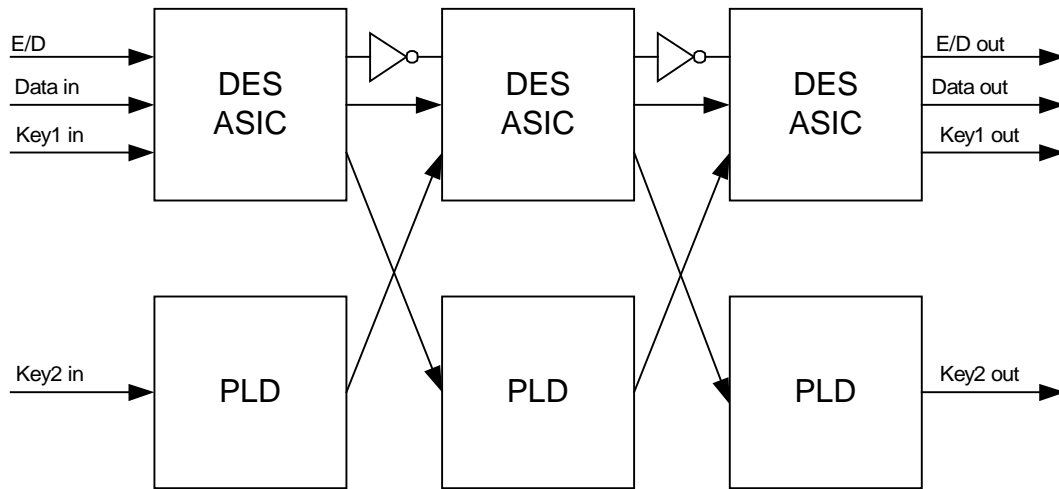 E/D
Data in
Key1 in
DES
ASIC
DES
ASIC
DES
ASIC
E/D out
Data out
Key1 out
Key2 in
PLD
PLD
PLD
Key2 out